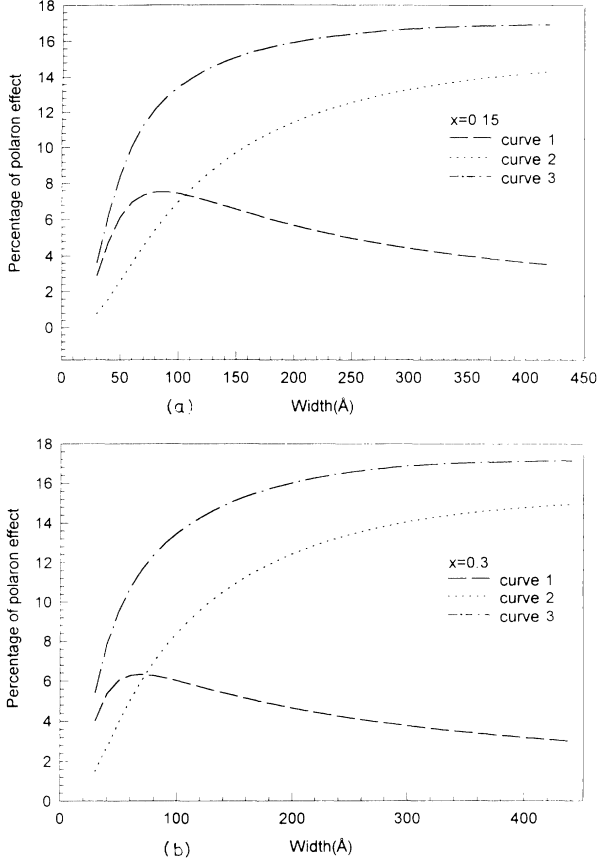 18
16
14
12
10
8
6
4
2
0
Percentage of polaron effect
x=0 15
curve 1
curve 2
curve 3
0 50 100 150 200 250 300 350 400 450
(a) Width(Å)
18
16
14
12
10
8
6
4
2
0
Percentage of polaron effect
x=0.3
curve 1
curve 2
curve 3
0 100 200 300 400
(b) Width(Å)